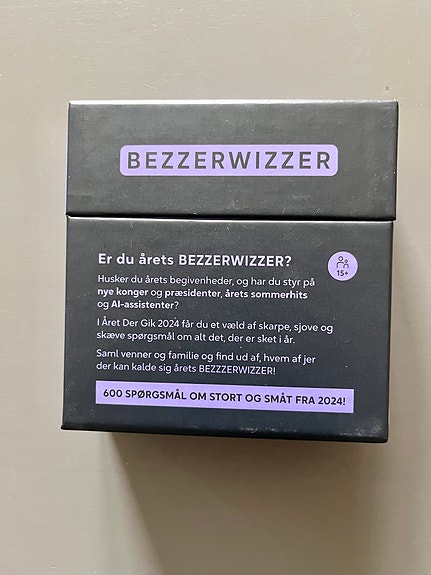 BEZZERWIZZER
Er du årets BEZZERWIZZER?
15+
Husker du årets begivenheder, og har du styr på
nye konger og præsidenter, årets sommerhits
og AI-assistenter?
I Året Der Gik 2024 får du et væld af skarpe, sjove og
skæve spørgsmål om alt det, der er sket i år.
Saml venner og familie og find ud af, hvem af jer
der kan kalde sig årets BEZZZERWIZZER!
600 SPØRGSMÅL OM STORT OG SMÅT FRA 2024!